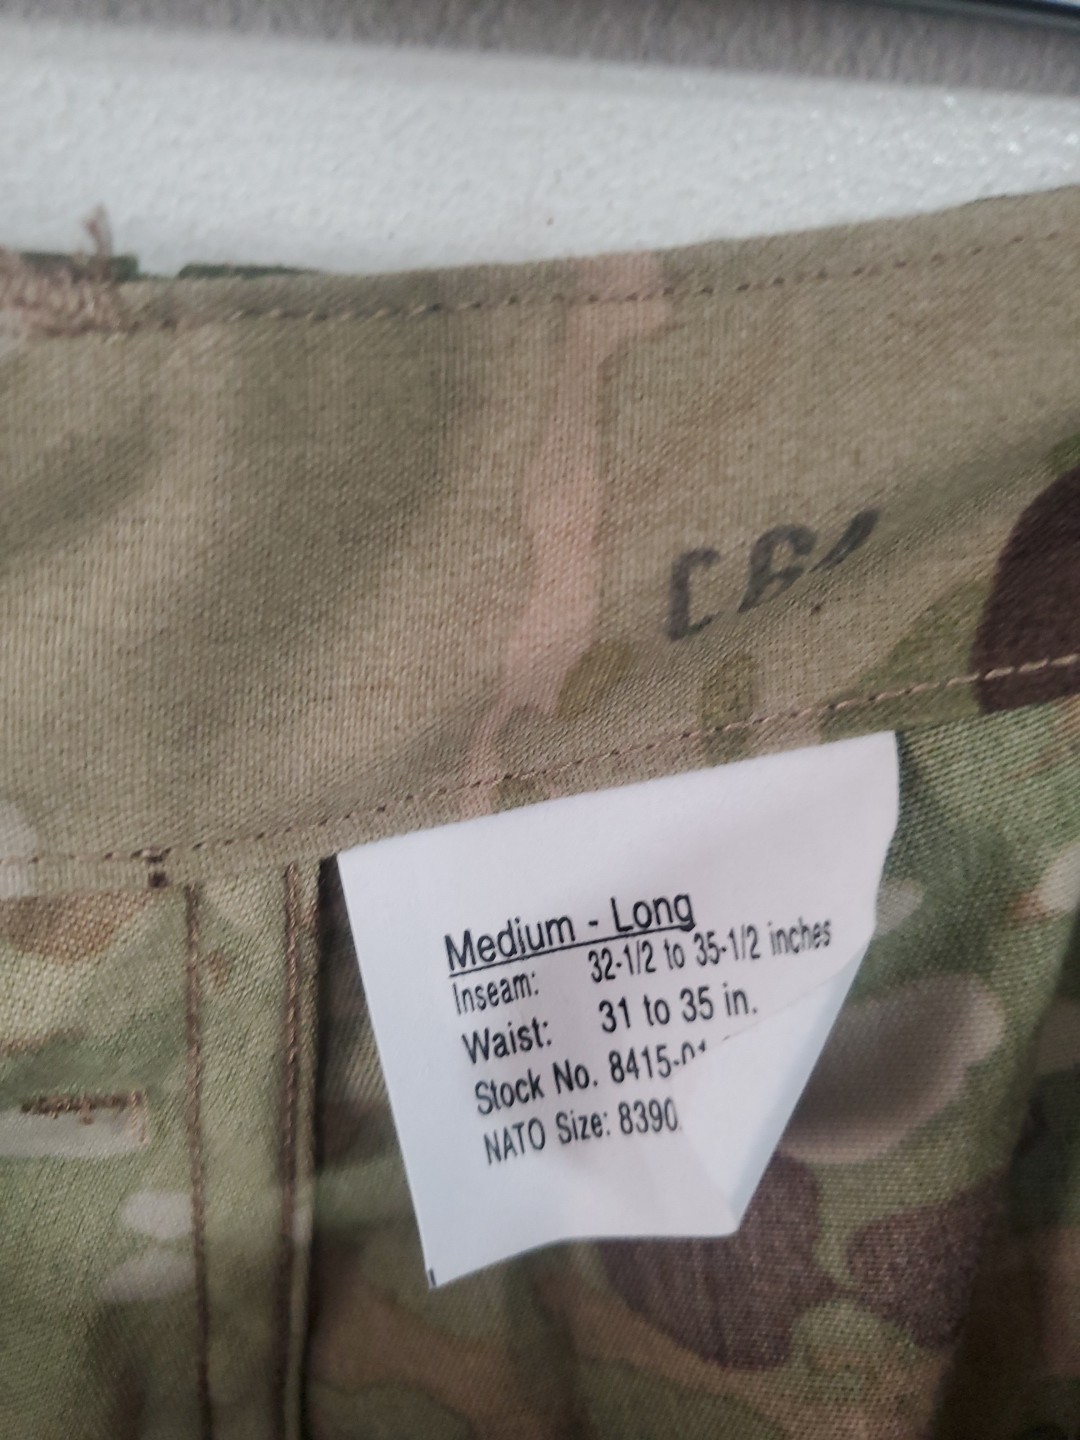 Medium - Long
Inseam: 32-1/2 to 35-1/2 inches
Waist: 31 to 35 in.
Stock No. 8415-01
NATO Size: 8390